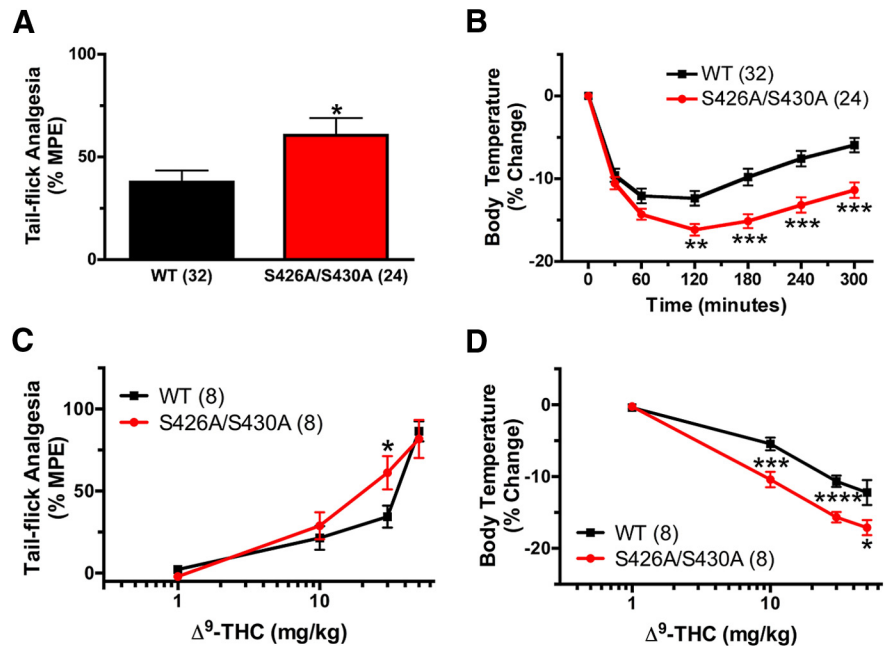 A
Tail-flick Analgesia
(% MPE)
100
50
0
*
WT (32)
S426A/S430A (24)
B
Body Temperature
(% Change)
0
-10
-20
WT (32)
S426A/S430A (24)
**
***
***
***
0
60
120
180
240
300
Time (minutes)
C
Tail-flick Analgesia
(% MPE)
100
50
0
WT (8)
S426A/S430A (8)
*
1
10
Δ⁹-THC (mg/kg)
D
Body Temperature
(% Change)
0
-10
-20
***
****
*
WT (8)
S426A/S430A (8)
1
10
Δ⁹-THC (mg/kg)